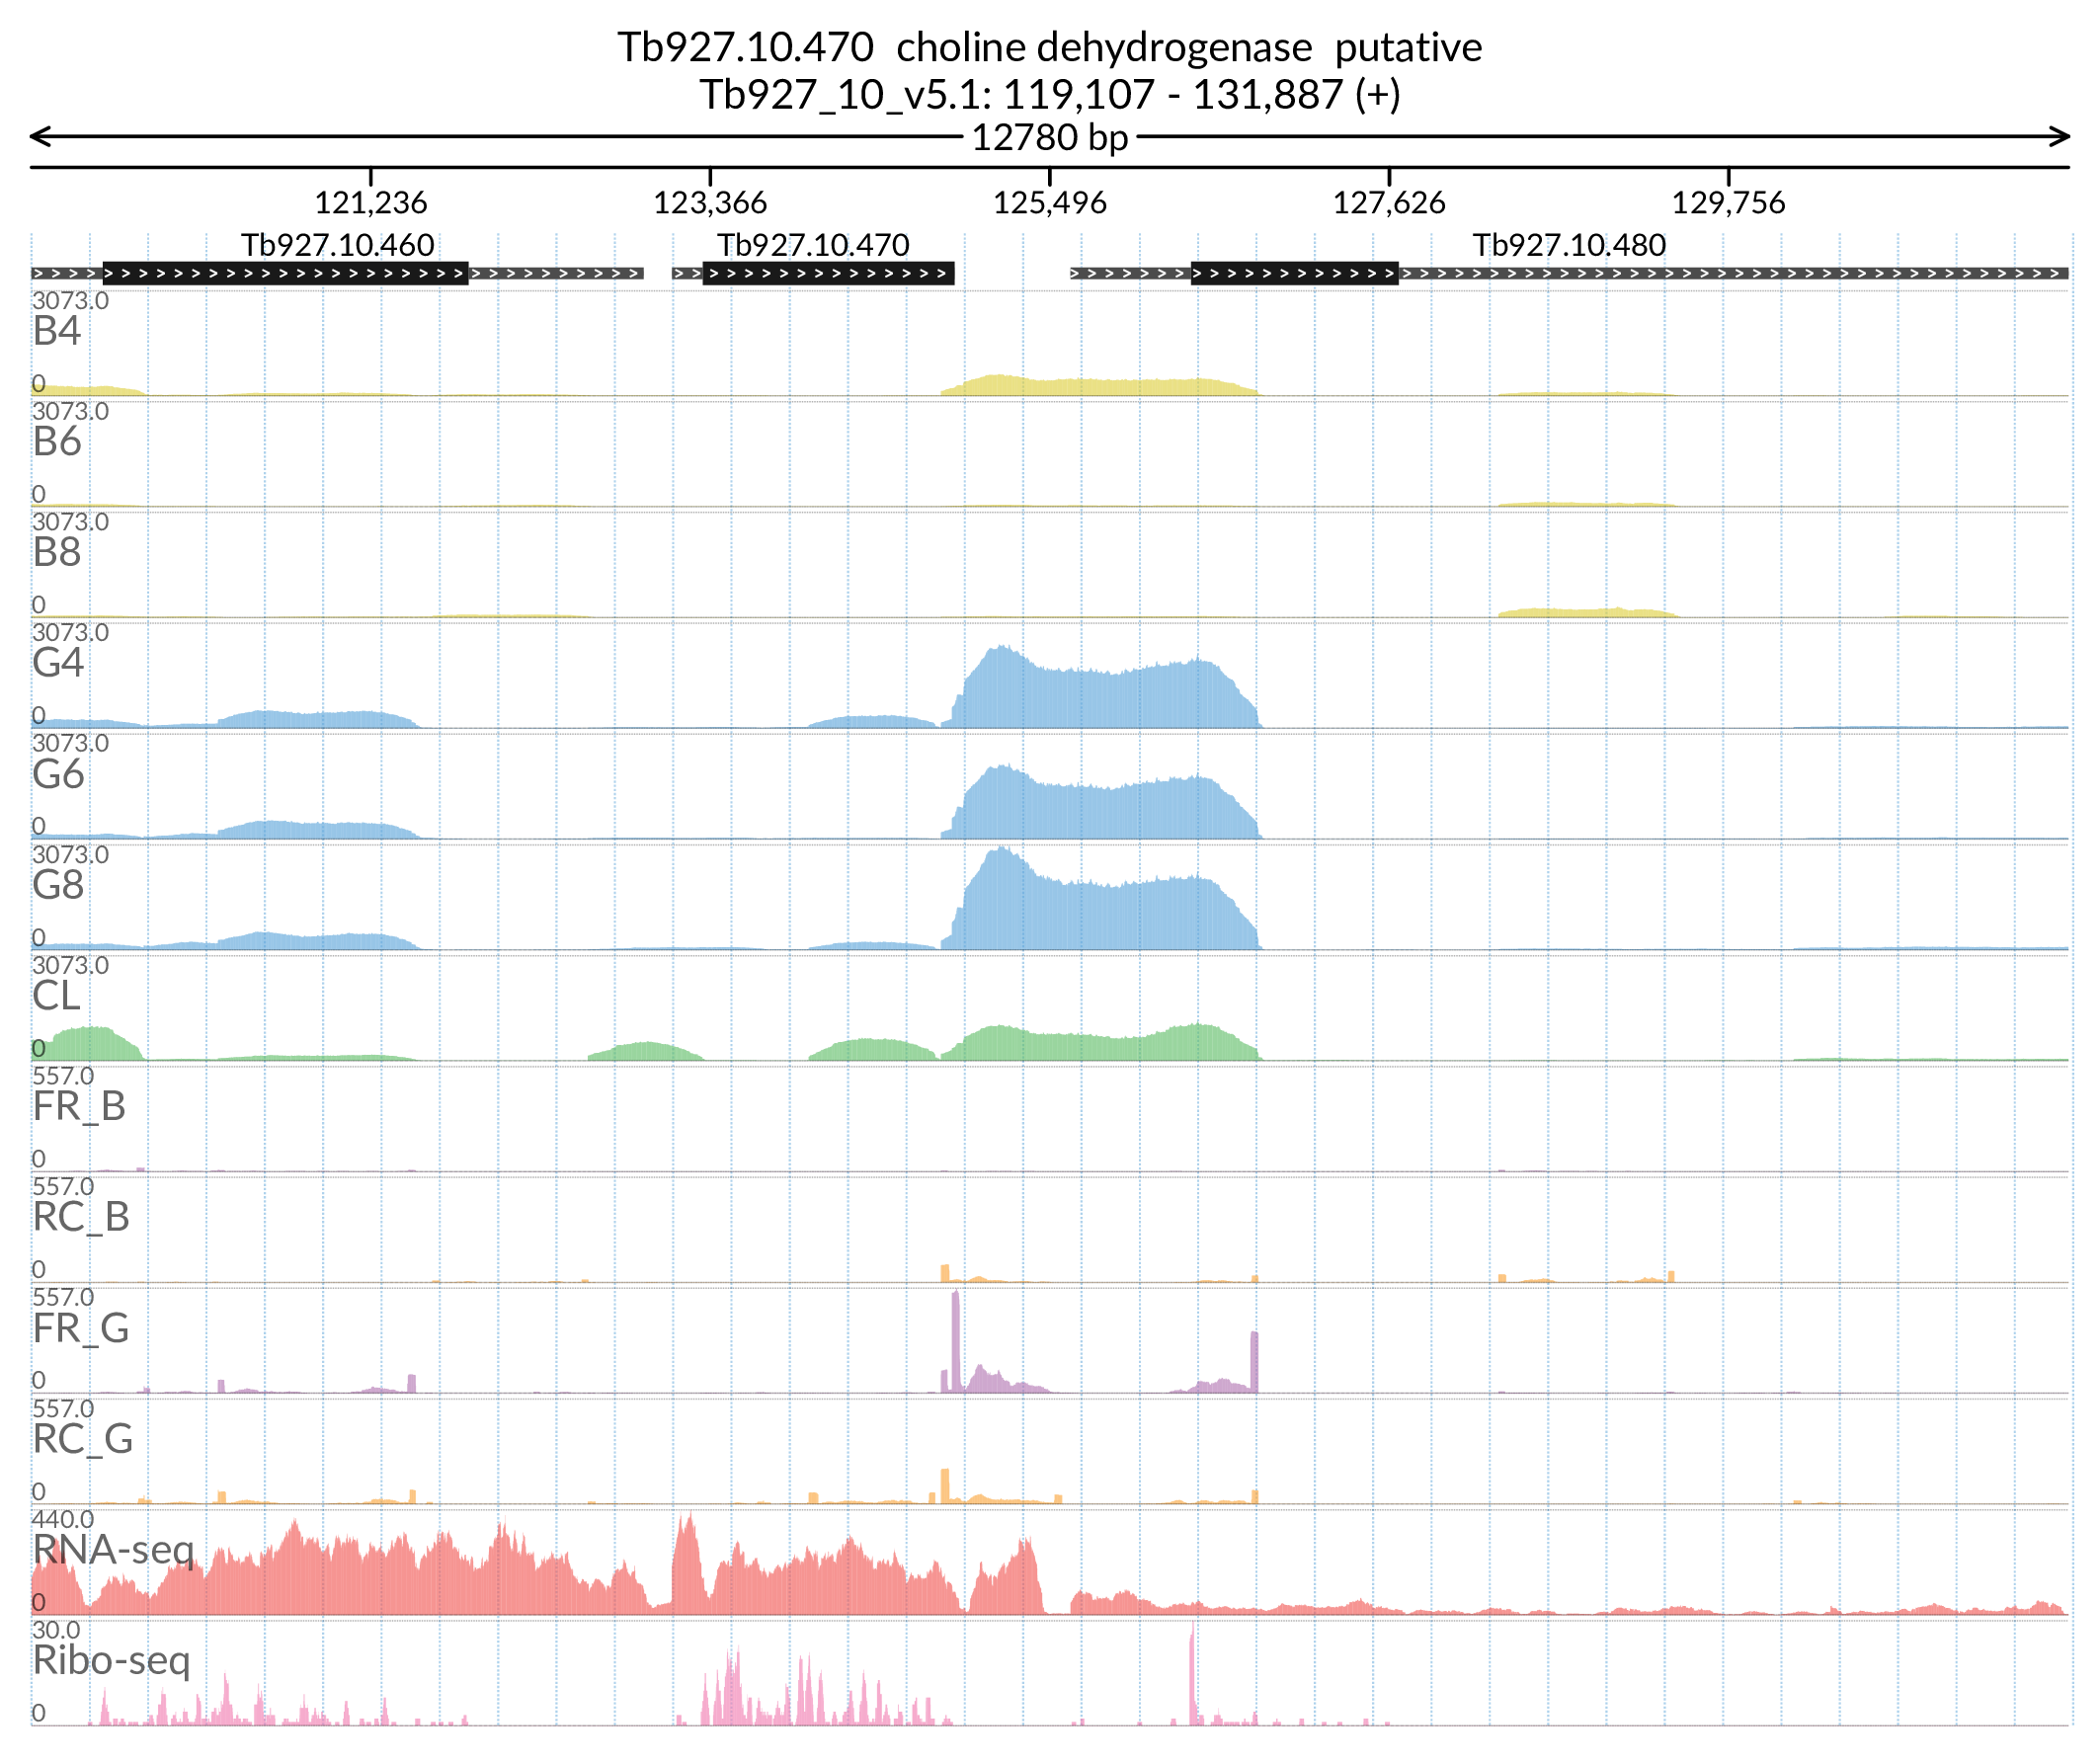 Tb927.10.470 choline dehydrogenase putative
Tb927_10_v5.1: 119,107 - 131,887 (+)
12780 bp
121,236 123,366 125,496 127,626 129,756
Tb927.10.460 Tb927.10.470 Tb927.10.480
3073.0
B4
0
3073.0
B6
0
3073.0
B8
0
3073.0
G4
0
3073.0
G6
0
3073.0
G8
0
3073.0
CL
0
557.0
FR_B
0
557.0
RC_B
0
557.0
FR_G
0
557.0
RC_G
0
440.0
RNA-seq
0
30.0
Ribo-seq
0